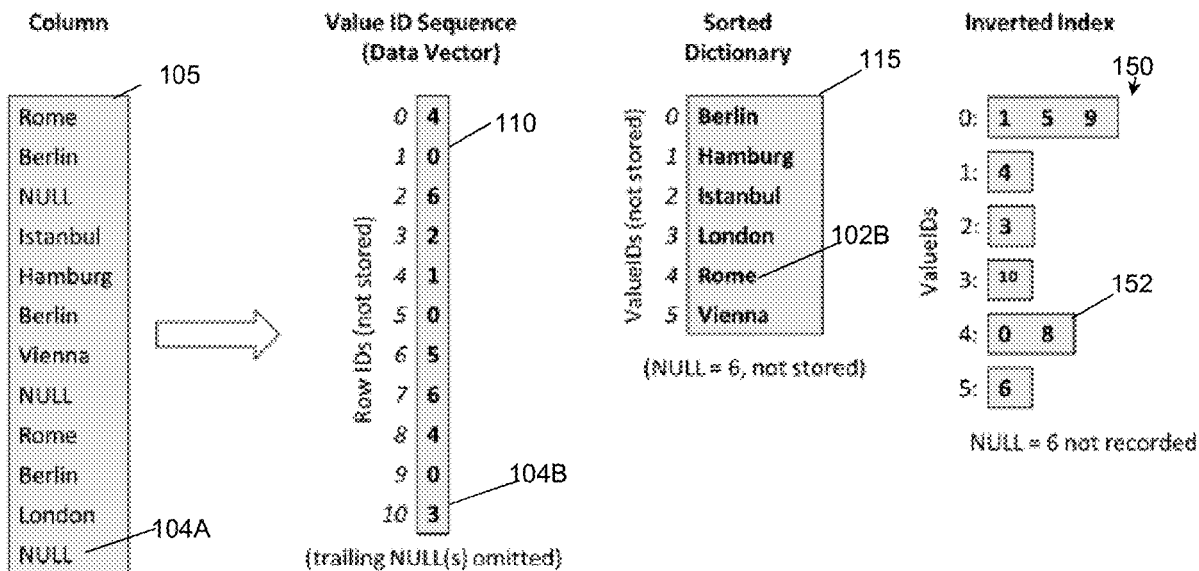 Column
105
Rome
Berlin
NULL
Istanbul
Hamburg
Berlin
Vienna
NULL
Rome
Berlin
London
NULL
104A
Value ID Sequence
(Data Vector)
110
Row IDs (not stored)
0 4
1 0
2 6
3 2
4 1
5 0
6 5
7 6
8 4
9 0
10 3
104B
(trailing NULL(s) omitted)
Sorted
Dictionary
115
ValueIDs (not stored)
0 Berlin
1 Hamburg
2 Istanbul
3 London
4 Rome
5 Vienna
102B
(NULL = 6, not stored)
Inverted Index
150
ValueIDs
0: 1 5 9
1: 4
2: 3
3: 10
4: 0 8
5: 6
152
NULL = 6 not recorded